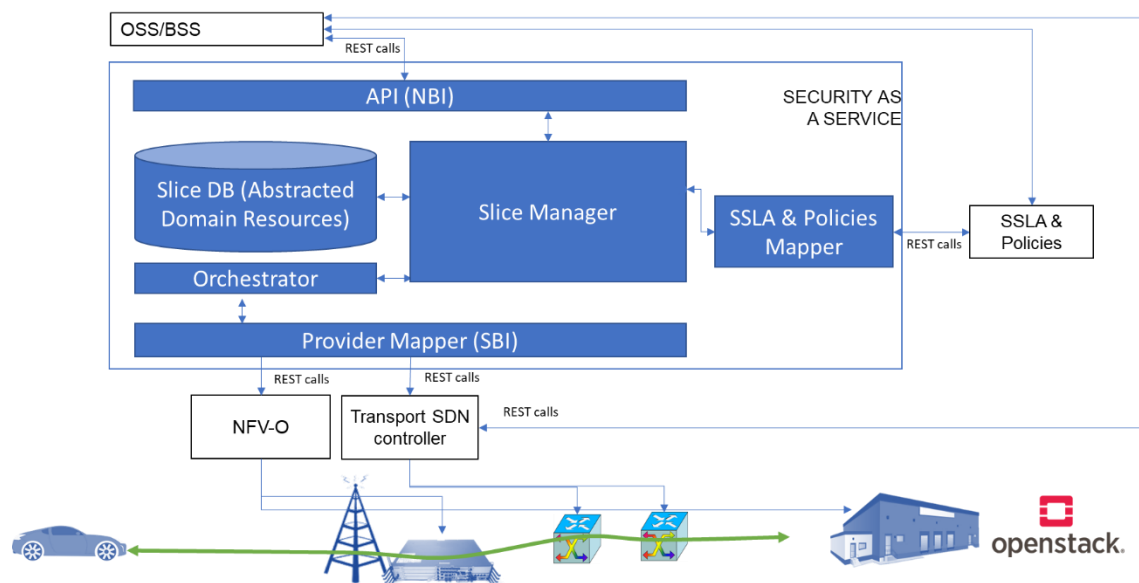 OSS/BSS
REST calls
API (NBI)
SECURITY AS
A SERVICE
Slice DB (Abstracted
Domain Resources)
Slice Manager
SSLA & Policies
Mapper
REST calls
SSLA &
Policies
Orchestrator
Provider Mapper (SBI)
REST calls
REST calls
NFV-O
Transport SDN
controller
REST calls
openstack.